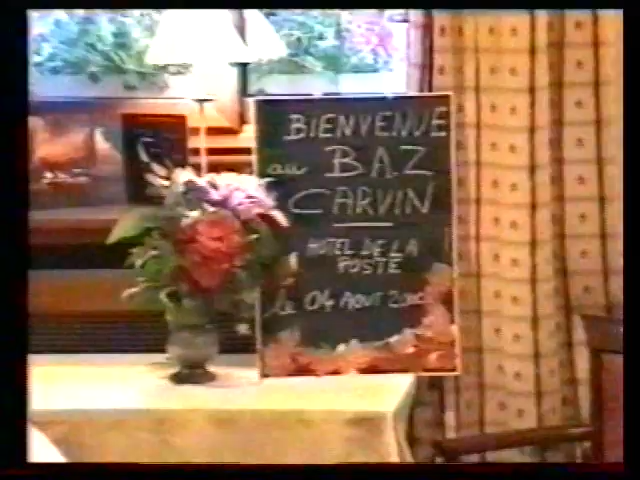 BIENVENUE
au BAZ
CARVIN
HOTEL DE LA
POSTE
le 04 AOUT